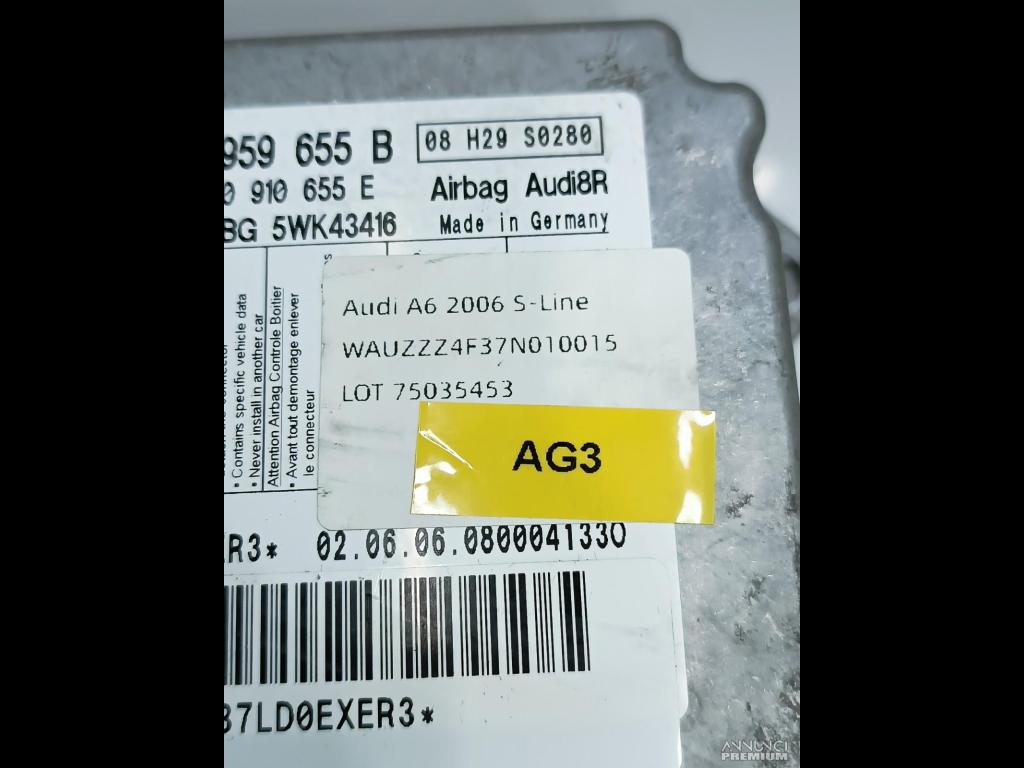 959 655 B
08 H29 S0280
0 910 655 E
Airbag Audi8R
BG 5WK43416
Made in Germany
• Contains specific vehicle data
• Never install in another car
Attention Airbag Controle Boitier
• Avant tout demontage enlever
le connecteur
Audi A6 2006 S-Line
WAUZZZ4F37N010015
LOT 75035453
AG3
ER3* 02.06.06.0800041330
37LD0EXER3*
ANNUNCI
PREMIUM